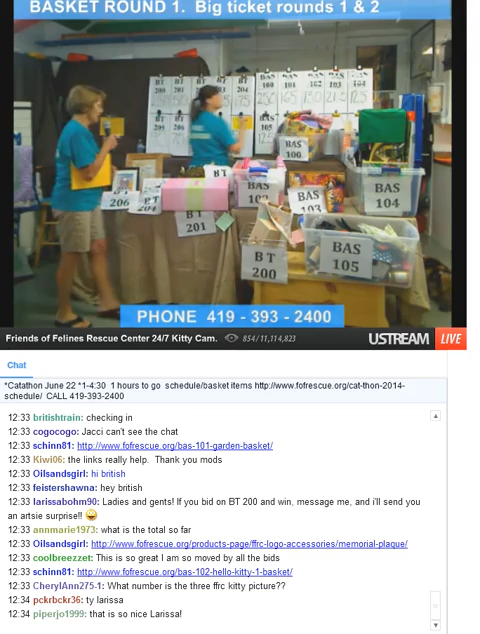 BASKET ROUND 1. Big ticket rounds 1 & 2
BT 200
BAS 100
BT
206
BT
204
BAS
BAS
103
BAS
104
BT
201
BT
200
BAS
105
PHONE 419 - 393 - 2400
Friends of Felines Rescue Center 24/7 Kitty Cam. 854/11,114,823 USTREAM LIVE
Chat
*Catathon June 22 *1-4:30 1 hours to go schedule/basket items http://www.fofrescue.org/cat-thon-2014-
schedule/ CALL 419-393-2400
12:33 britishtrain: checking in
12:33 cogocogo: Jacci can't see the chat
12:33 schinn81: http://www.fofrescue.org/bas-101-garden-basket/
12:33 Kiwi06: the links really help. Thank you mods
12:33 Oilsandsgirl: hi british
12:33 feistershawna: hey british
12:33 larissabohm90: Ladies and gents! If you bid on BT 200 and win, message me, and i'll send you
an artsie surprise!!
12:33 annmarie1973: what is the total so far
12:33 Oilsandsgirl: http://www.fofrescue.org/products-page/ffrc-logo-accessories/memorial-plaque/
12:33 coolbreezzet: This is so great I am so moved by all the bids
12:33 schinn81: http://www.fofrescue.org/bas-102-hello-kitty-1-basket/
12:33 CherylAnn275-1: What number is the three ffrc kitty picture??
12:34 pckrbckr36: ty larissa
12:34 piperjo1999: that is so nice Larissa!